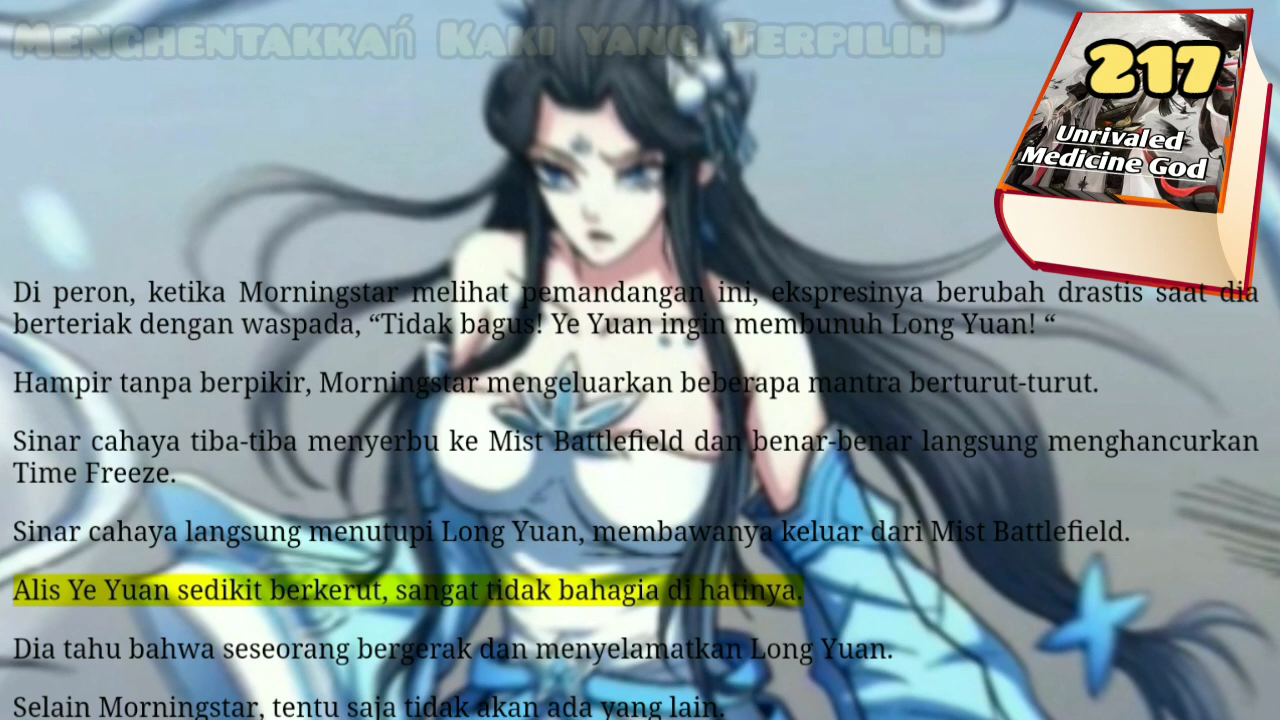 Menghentakkań Kaki yang Terpilih
217
Unrivaled
Medicine God
Di peron, ketika Morningstar melihat pemandangan ini, ekspresinya berubah drastis saat dia
berteriak dengan waspada, “Tidak bagus! Ye Yuan ingin membunuh Long Yuan! “
Hampir tanpa berpikir, Morningstar mengeluarkan beberapa mantra berturut-turut.
Sinar cahaya tiba-tiba menyerbu ke Mist Battlefield dan benar-benar langsung menghancurkan
Time Freeze.
Sinar cahaya langsung menutupi Long Yuan, membawanya keluar dari Mist Battlefield.
Alis Ye Yuan sedikit berkerut, sangat tidak bahagia di hatinya.
Dia tahu bahwa seseorang bergerak dan menyelamatkan Long Yuan.
Selain Morningstar, tentu saja tidak akan ada yang lain.